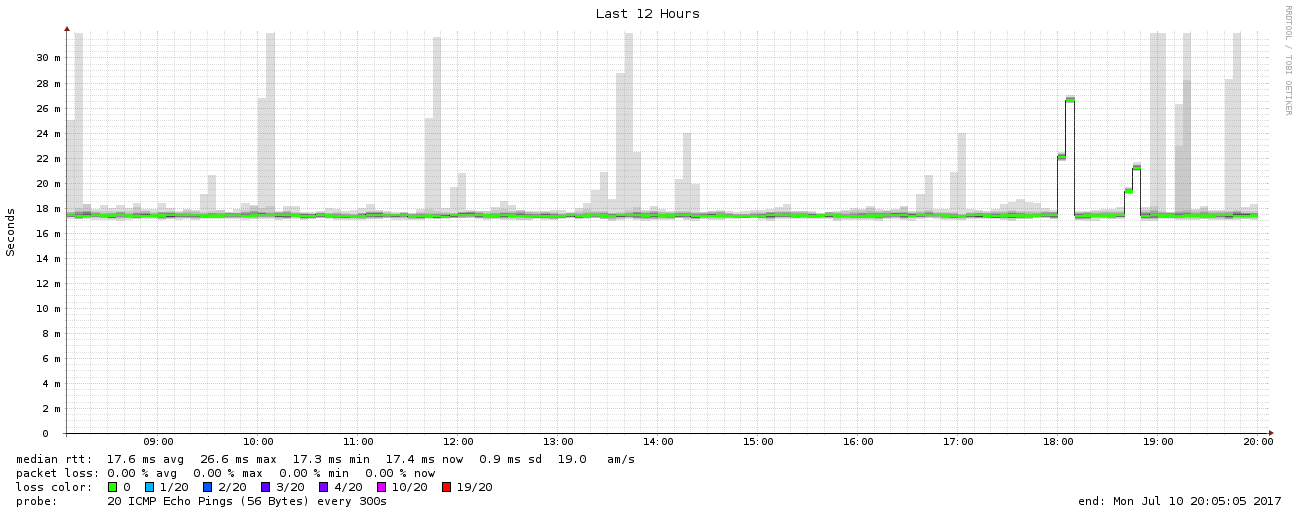 Last 12 Hours
RRDTOOL / TOBI OETIKER
Seconds
30 m
28 m
26 m
24 m
22 m
20 m
18 m
16 m
14 m
12 m
10 m
8 m
6 m
4 m
2 m
0
09:00 10:00 11:00 12:00 13:00 14:00 15:00 16:00 17:00 18:00 19:00 20:00
median rtt: 17.6 ms avg 26.6 ms max 17.3 ms min 17.4 ms now 0.9 ms sd 19.0 am/s
packet loss: 0.00 % avg 0.00 % max 0.00 % min 0.00 % now
loss color: 0 1/20 2/20 3/20 4/20 10/20 19/20
probe: 20 ICMP Echo Pings (56 Bytes) every 300s end: Mon Jul 10 20:05:05 2017